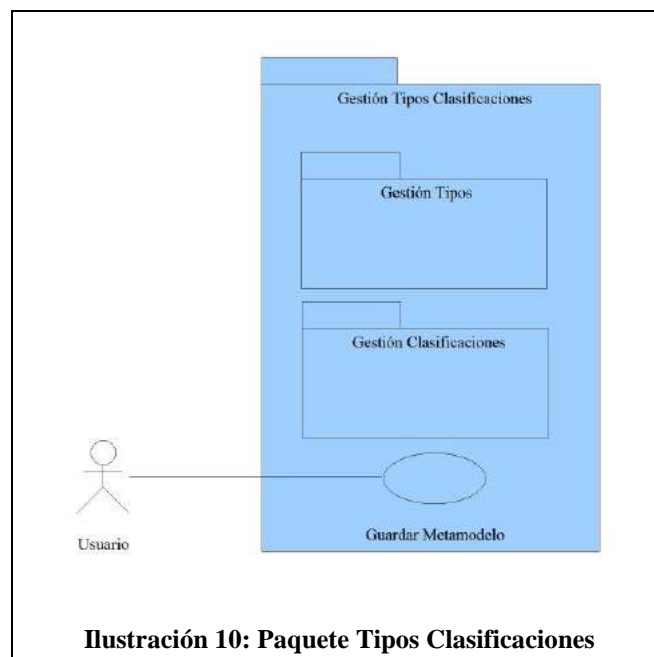 Gestión Tipos Clasificaciones
Gestión Tipos
Gestión Clasificaciones
Usuario
Guardar Metamodelo
Ilustración 10: Paquete Tipos Clasificaciones